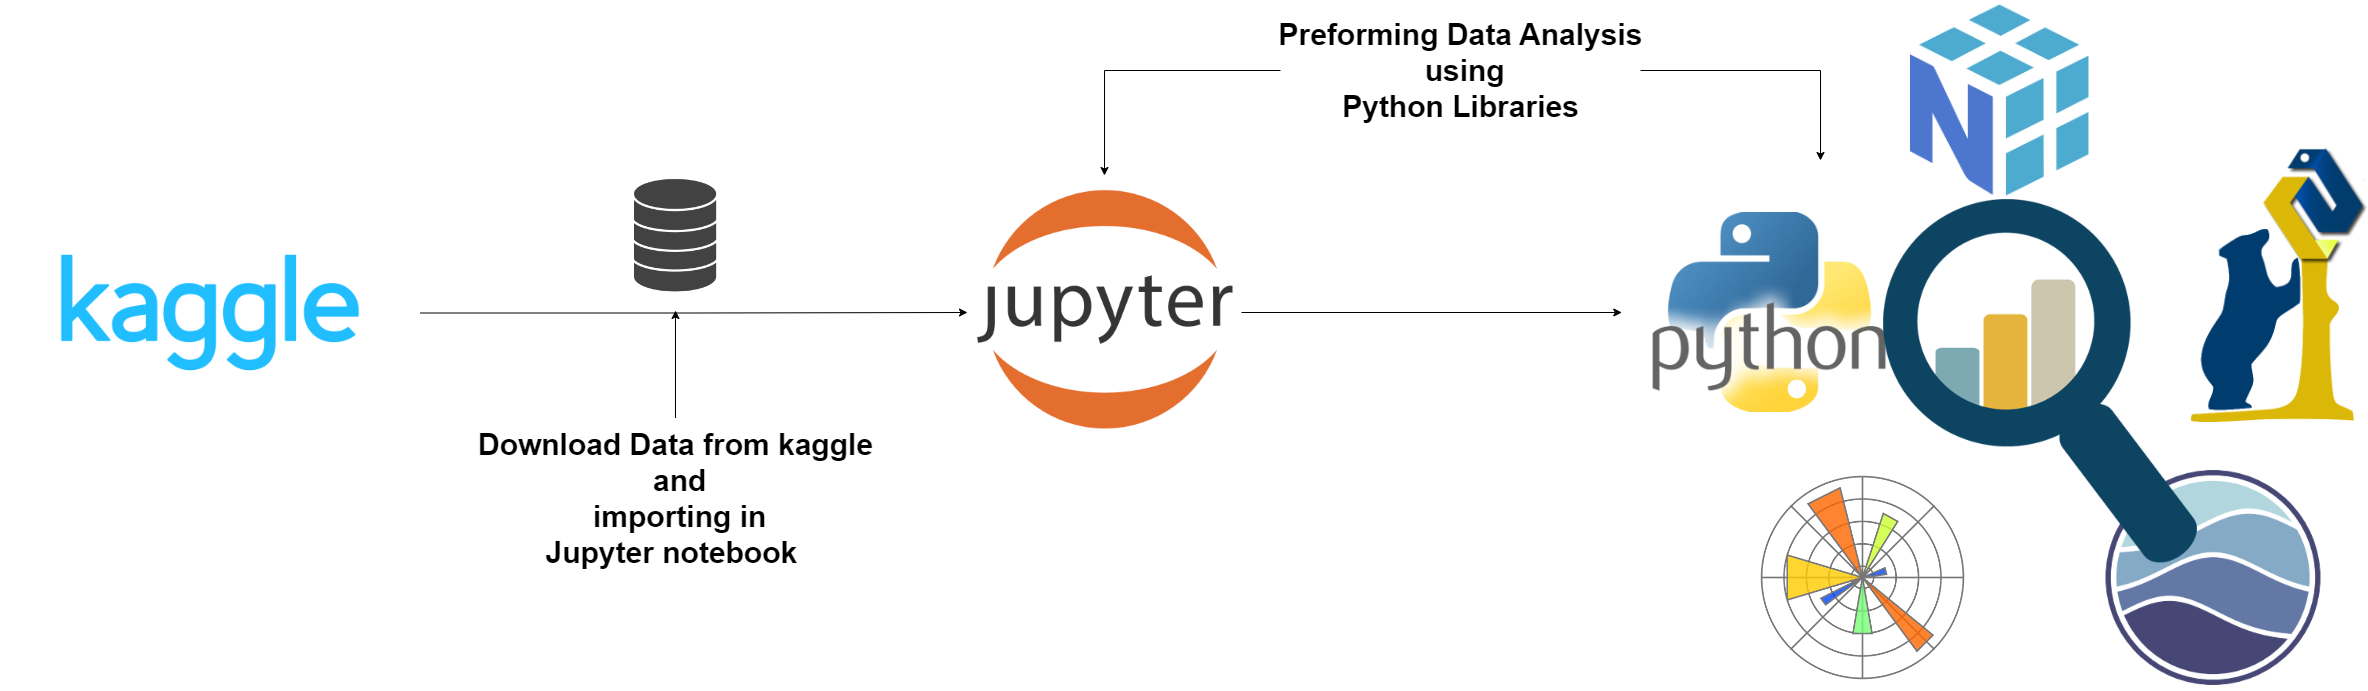 Preforming Data Analysis
using
Python Libraries
kaggle
jupyter
python
Download Data from kaggle
and
importing in
Jupyter notebook